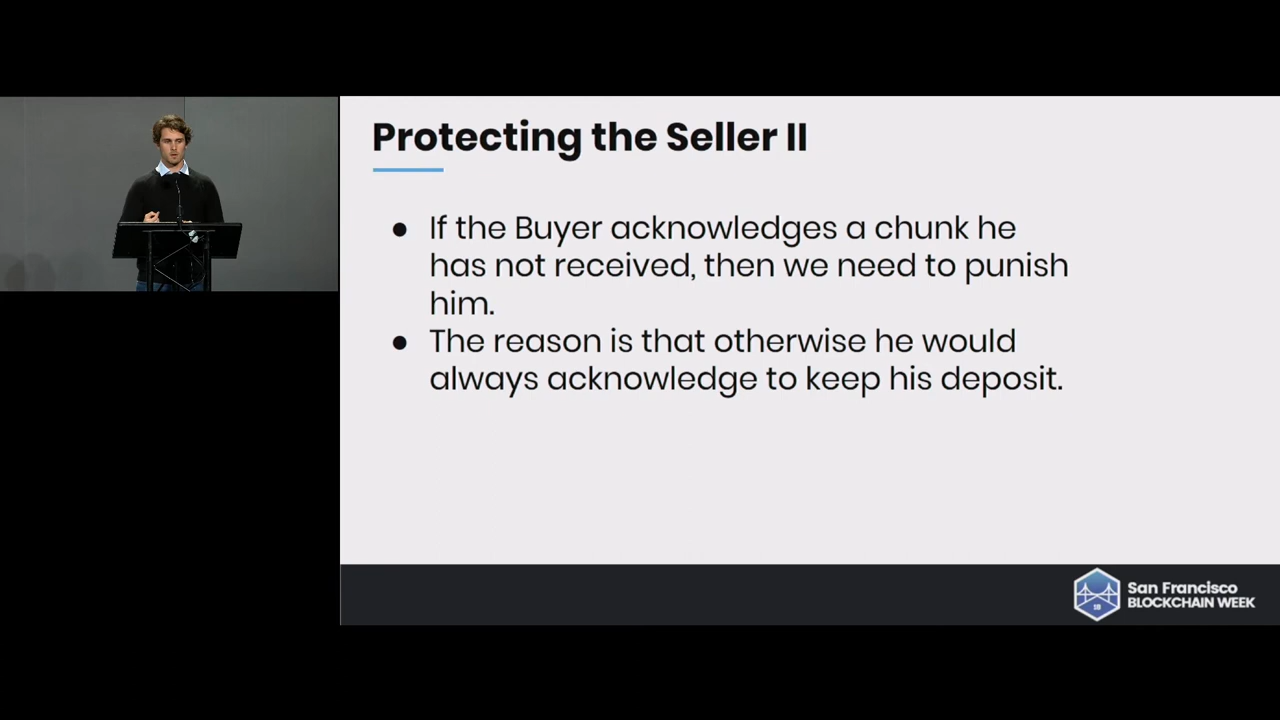 Protecting the Seller II
● If the Buyer acknowledges a chunk he
has not received, then we need to punish
him.
● The reason is that otherwise he would
always acknowledge to keep his deposit.
San Francisco
BLOCKCHAIN WEEK